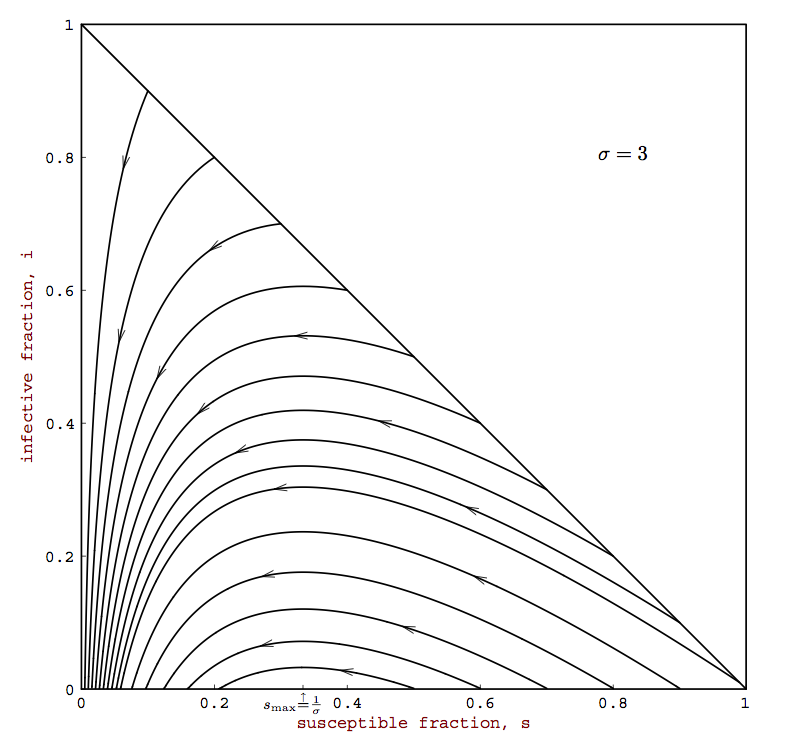 1
σ = 3
0.8
0.6
0.4
0.2
0
infective fraction, i
0 0.2 0.4 0.6 0.8 1
s_max = 1/σ
↑
susceptible fraction, s